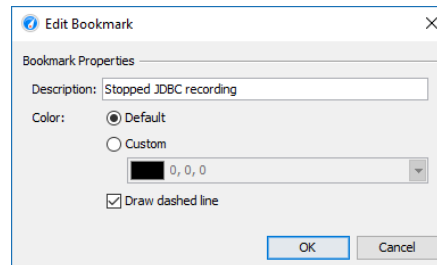 Edit Bookmark
Bookmark Properties
Description: Stopped JDBC recording
Color: Default
Custom
0, 0, 0
Draw dashed line
OK Cancel